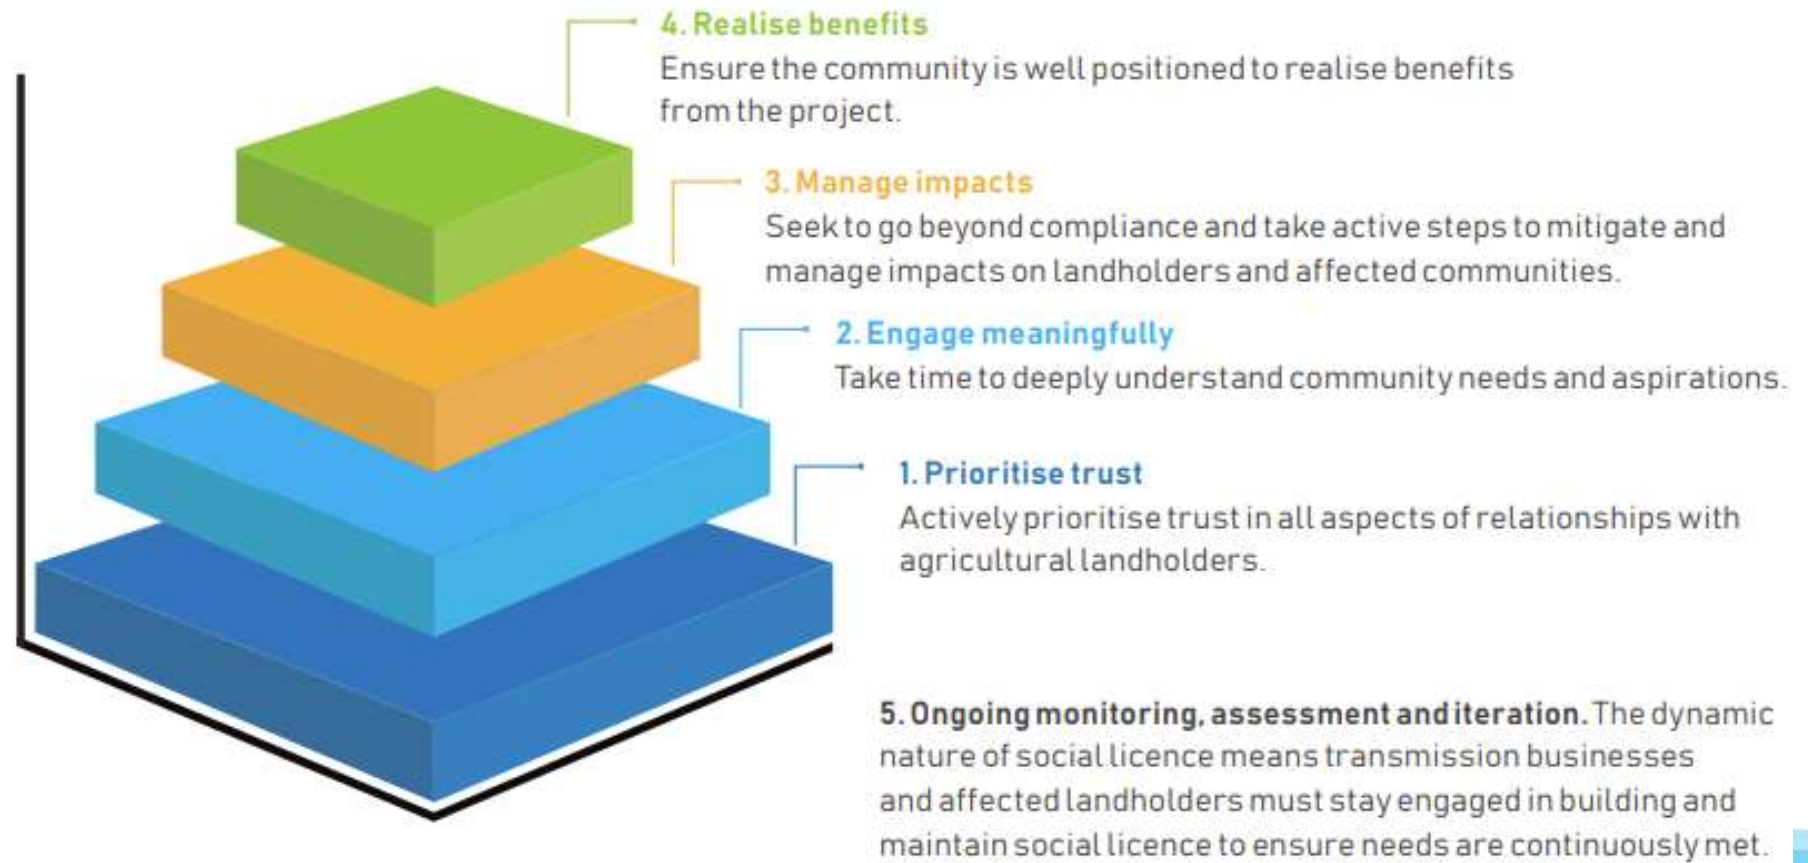 4. Realise benefits
Ensure the community is well positioned to realise benefits
from the project.
3. Manage impacts
Seek to go beyond compliance and take active steps to mitigate and
manage impacts on landholders and affected communities.
2. Engage meaningfully
Take time to deeply understand community needs and aspirations.
1. Prioritise trust
Actively prioritise trust in all aspects of relationships with
agricultural landholders.
5. Ongoing monitoring, assessment and iteration. The dynamic
nature of social licence means transmission businesses
and affected landholders must stay engaged in building and
maintain social licence to ensure needs are continuously met.